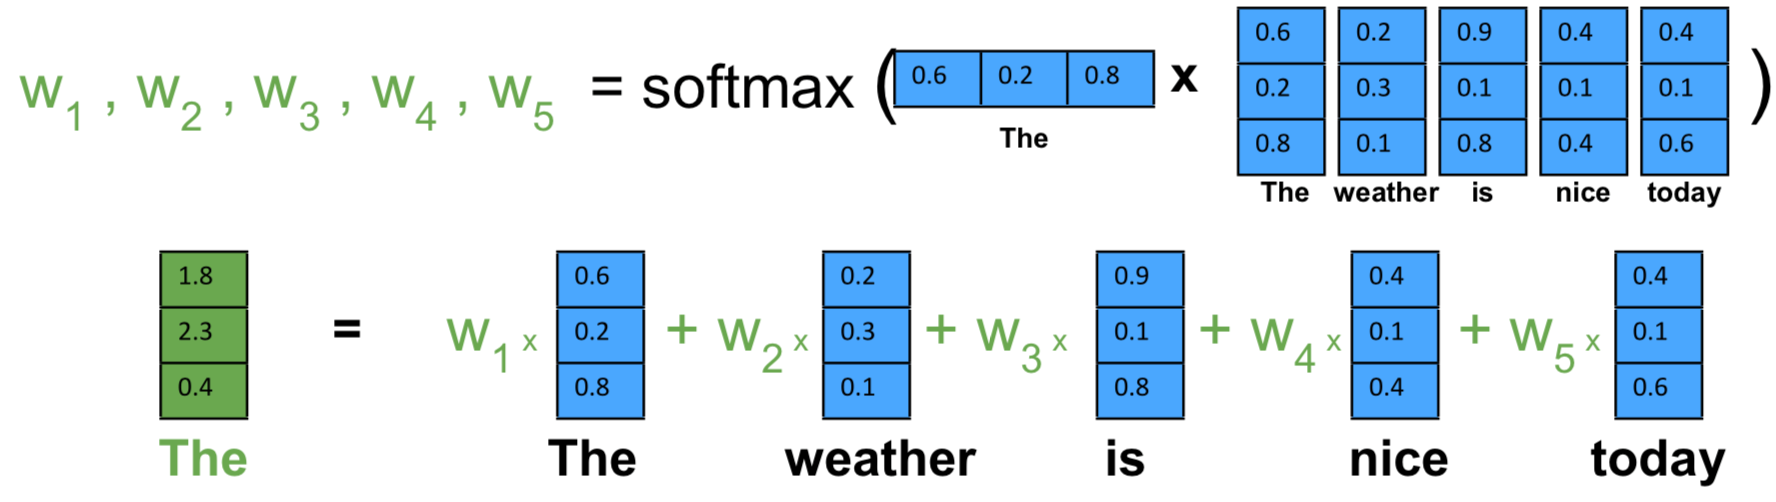 0.6 0.2 0.9 0.4 0.4
w1 , w2 , w3 , w4 , w5 = softmax ( 0.6 0.2 0.8 x 0.2 0.3 0.1 0.1 0.1 )
The
0.8 0.1 0.8 0.4 0.6
The weather is nice today
1.8 0.6 0.2 0.9 0.4 0.4
2.3 = w1 x 0.2 + w2 x 0.3 + w3 x 0.1 + w4 x 0.1 + w5 x 0.1
0.4 0.8 0.1 0.8 0.4 0.6
The The weather is nice today